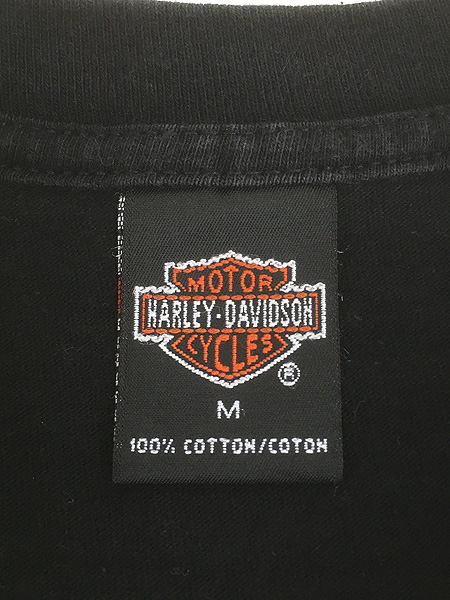 MOTOR
HARLEY-DAVIDSON
CYCLES
®
M
100% COTTON/COTON